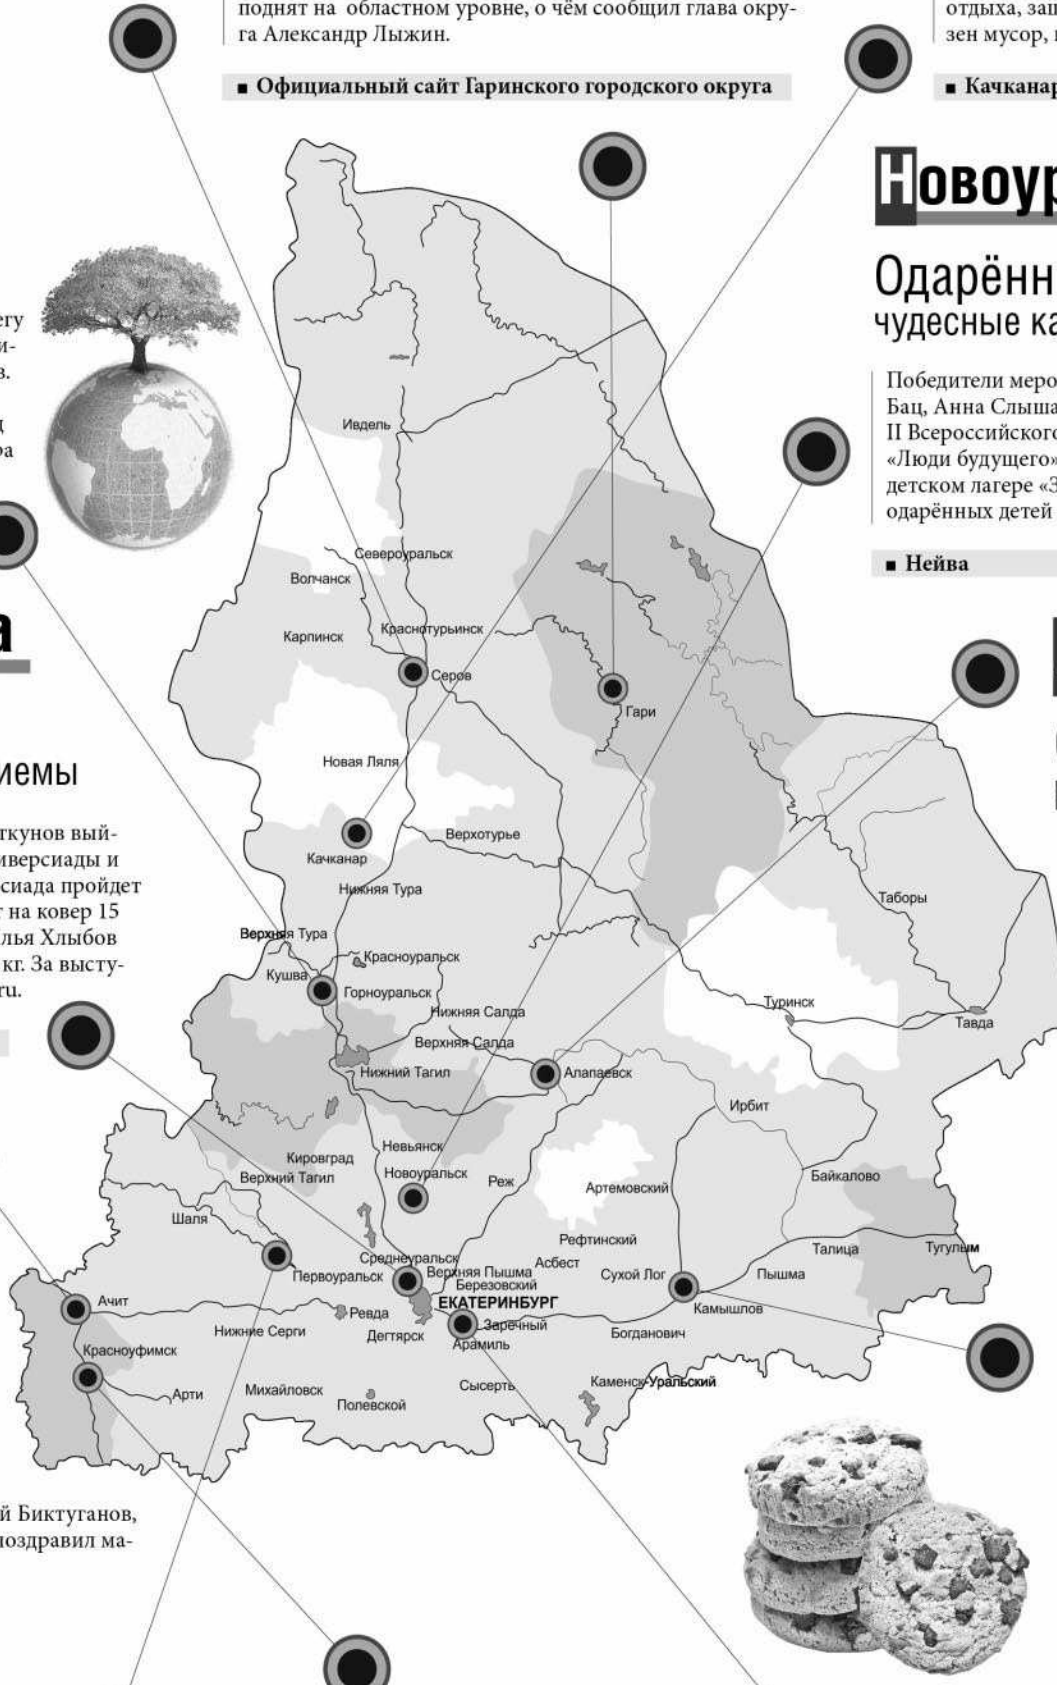 поднят на областном уровне, о чём сообщил глава окру-
га Александр Лыжин.
■ Официальный сайт Гаринского городского округа
отдыха,
зен мусор,
■ Качканар
Новоур
Одарённ
чудесные ка
Победители меро
Бац, Анна Слыша
II Всероссийского
«Люди будущего»
детском лагере «З
одарённых детей
■ Нейва
егу
и-
в.
д
ра
а
иемы
ткунов вый-
иверсиады и
сиада пройдет
т на ковер 15
лья Хлыбов
кг. За высту-
ru.
Ивдель
Североуральск
Волчанск
Краснотурьинск
Карпинск
Серов
Гари
Новая Ляля
Верхотурье
Качканар
Нижняя Тура
Таборы
Верхняя Тура
Красноуральск
Кушва
Горноуральск
Нижняя Салда
Туринск
Тавда
Верхняя Салда
Нижний Тагил
Алапаевск
Ирбит
Невьянск
Кировград
Новоуральск
Верхний Тагил
Реж
Артемовский
Байкалово
Шаля
Рефтинский
Талица
Тугулым
Среднеуральск
Асбест
Первоуральск
Верхняя Пышма
Сухой Лог
Пышма
Березовский
Ачит
ЕКАТЕРИНБУРГ
Камышлов
Ревда
Заречный
Нижние Серги
Дегтярск
Богданович
Арамиль
Красноуфимск
Арти
Михайловск
Сысерть
Каменск-Уральский
Полевской
й Биктуганов,
поздравил ма-